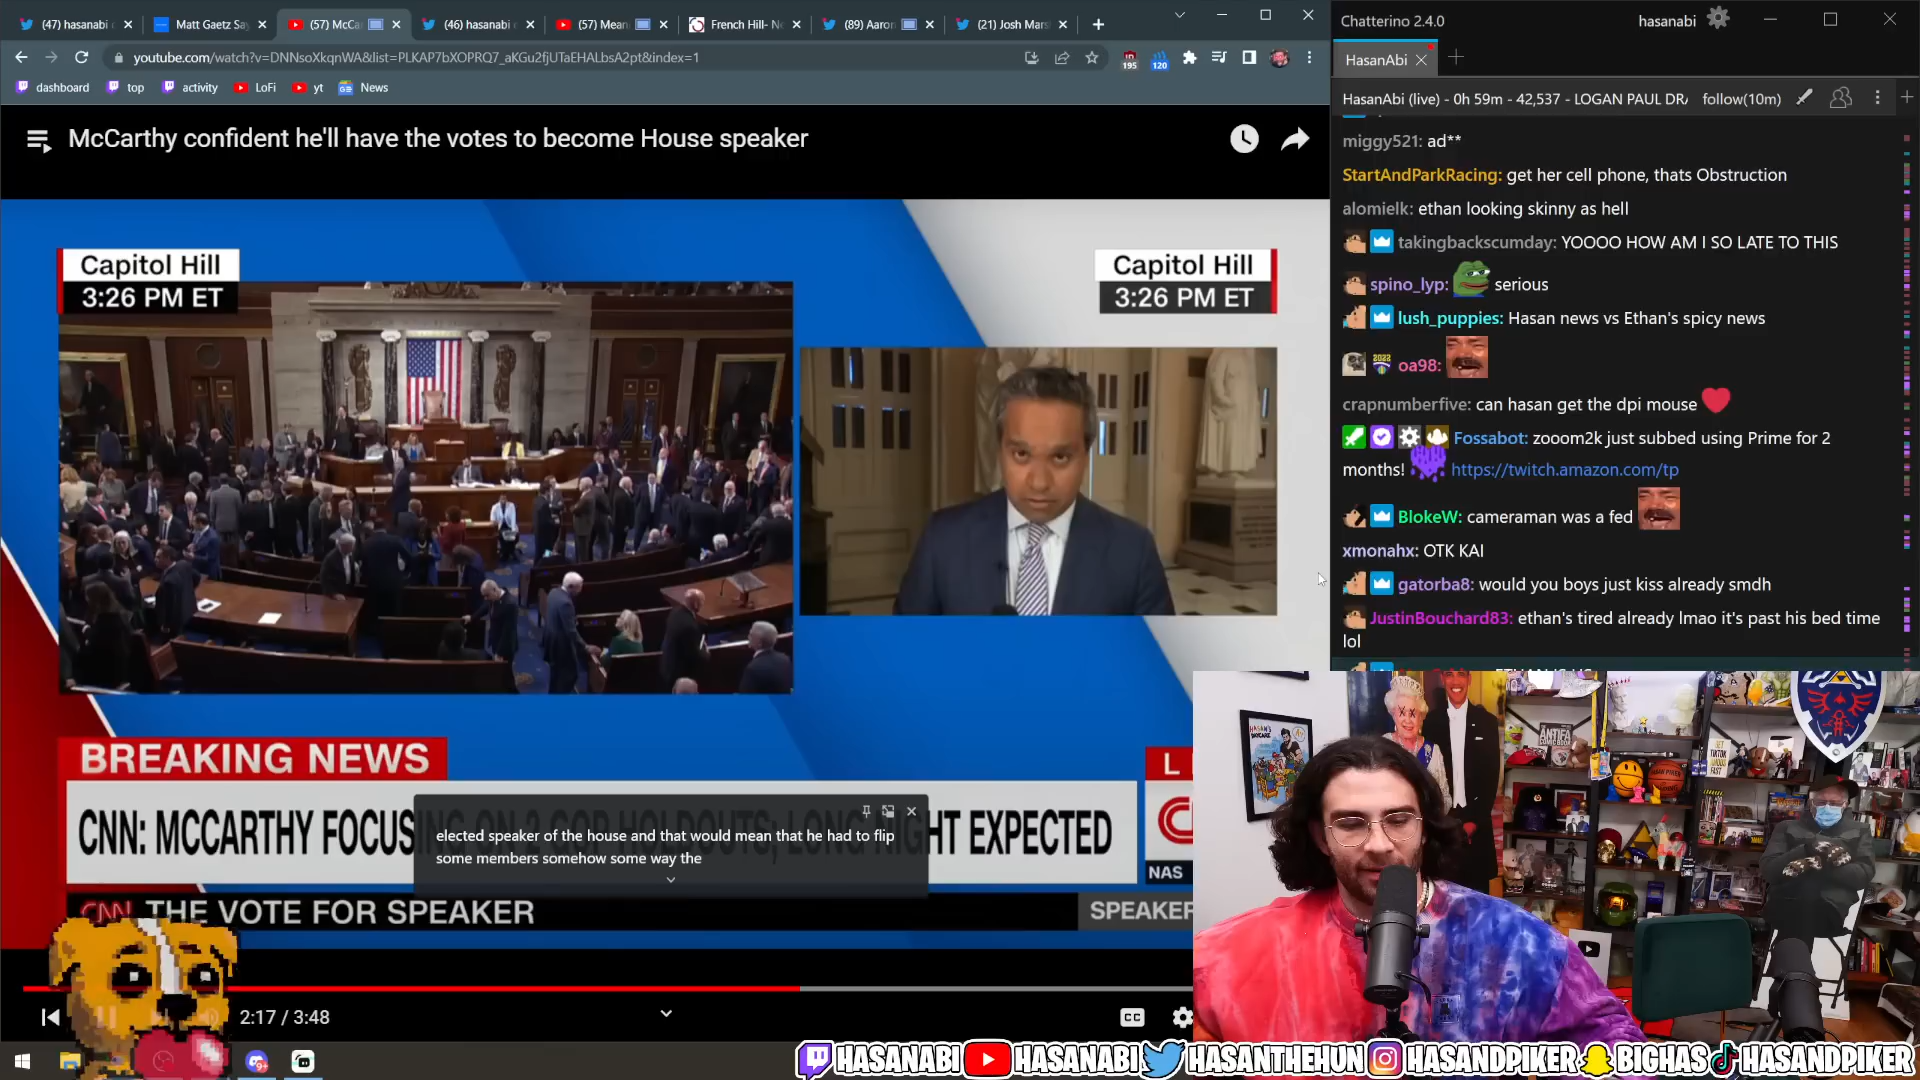 (47) hasanabi
Matt Gaetz Say
(57) McCa
(46) hasanabi
(57) Mean
French Hill- Ne
(89) Aaron
(21) Josh Mars
youtube.com/watch?v=DNNsoXkqnWA&list=PLKAP7bXOPRQ7_aKGu2fjUTaEHALbsA2pt&index=1
195
120
dashboard
top
activity
LoFi
yt
News
McCarthy confident he'll have the votes to become House speaker
Capitol Hill
3:26 PM ET
Capitol Hill
3:26 PM ET
BREAKING NEWS
CNN: MCCARTHY FOCUS
HT EXPECTED
elected speaker of the house and that would mean that he had to flip
some members somehow some way the
L
NAS
CNN THE VOTE FOR SPEAKER
SPEAKER
2:17 / 3:48
CC
Chatterino 2.4.0
hasanabi
HasanAbi
HasanAbi (live) - 0h 59m - 42,537 - LOGAN PAUL DR
follow(10m)
miggy521: ad**
StartAndParkRacing: get her cell phone, thats Obstruction
alomielk: ethan looking skinny as hell
takingbackscumday: YOOOO HOW AM I SO LATE TO THIS
spino_lyp: serious
lush_puppies: Hasan news vs Ethan's spicy news
2022
oa98:
crapnumberfive: can hasan get the dpi mouse
Fossabot: zooom2k just subbed using Prime for 2
months! https://twitch.amazon.com/tp
BlokeW: cameraman was a fed
xmonahx: OTK KAI
gatorba8: would you boys just kiss already smdh
JustinBouchard83: ethan's tired already lmao it's past his bed time
lol
ANTIFA
HASANABI HASANABI HASANTHEHUN HASANDPIKER BIGHAS HASANDPIKER